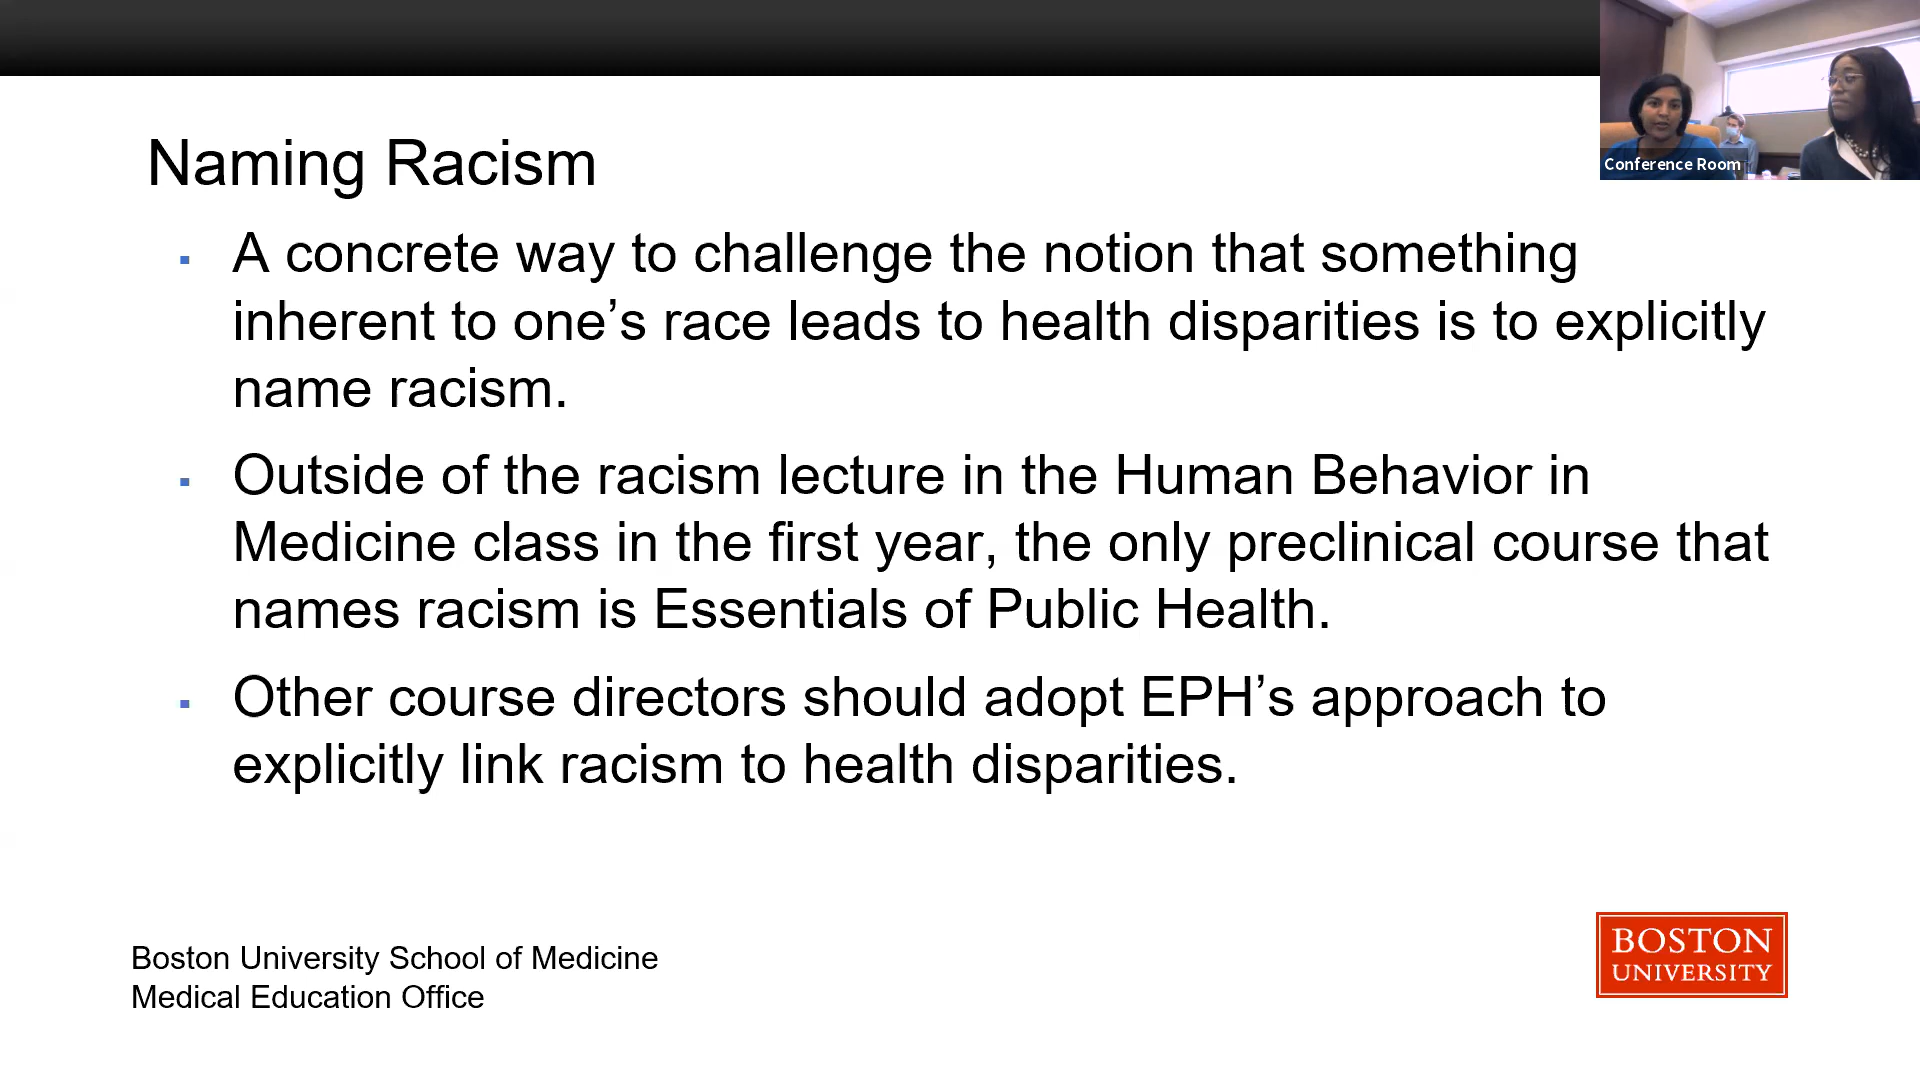 Conference Room
Naming Racism
A concrete way to challenge the notion that something
inherent to one’s race leads to health disparities is to explicitly
name racism.
Outside of the racism lecture in the Human Behavior in
Medicine class in the first year, the only preclinical course that
names racism is Essentials of Public Health.
Other course directors should adopt EPH’s approach to
explicitly link racism to health disparities.
Boston University School of Medicine
Medical Education Office
BOSTON
UNIVERSITY